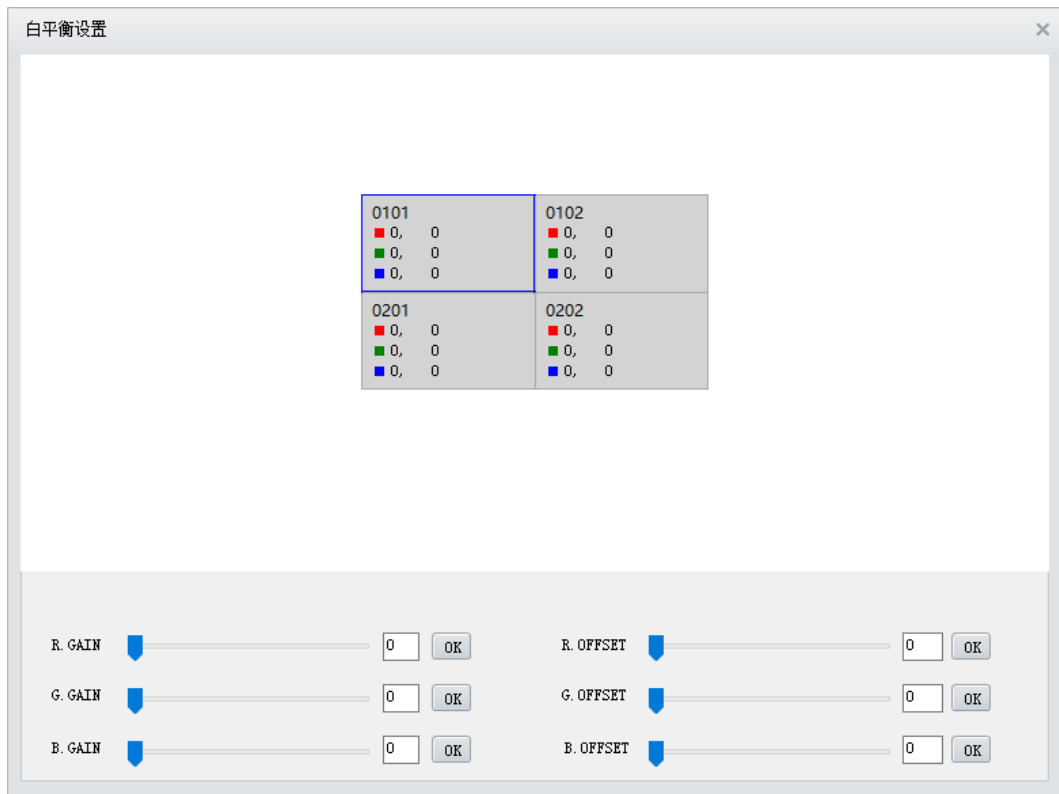 白平衡设置
0101 0102
0, 0 0, 0
0, 0 0, 0
0, 0 0, 0
0201 0202
0, 0 0, 0
0, 0 0, 0
0, 0 0, 0
R. GAIN 0 OK R. OFFSET 0 OK
G. GAIN 0 OK G. OFFSET 0 OK
B. GAIN 0 OK B. OFFSET 0 OK